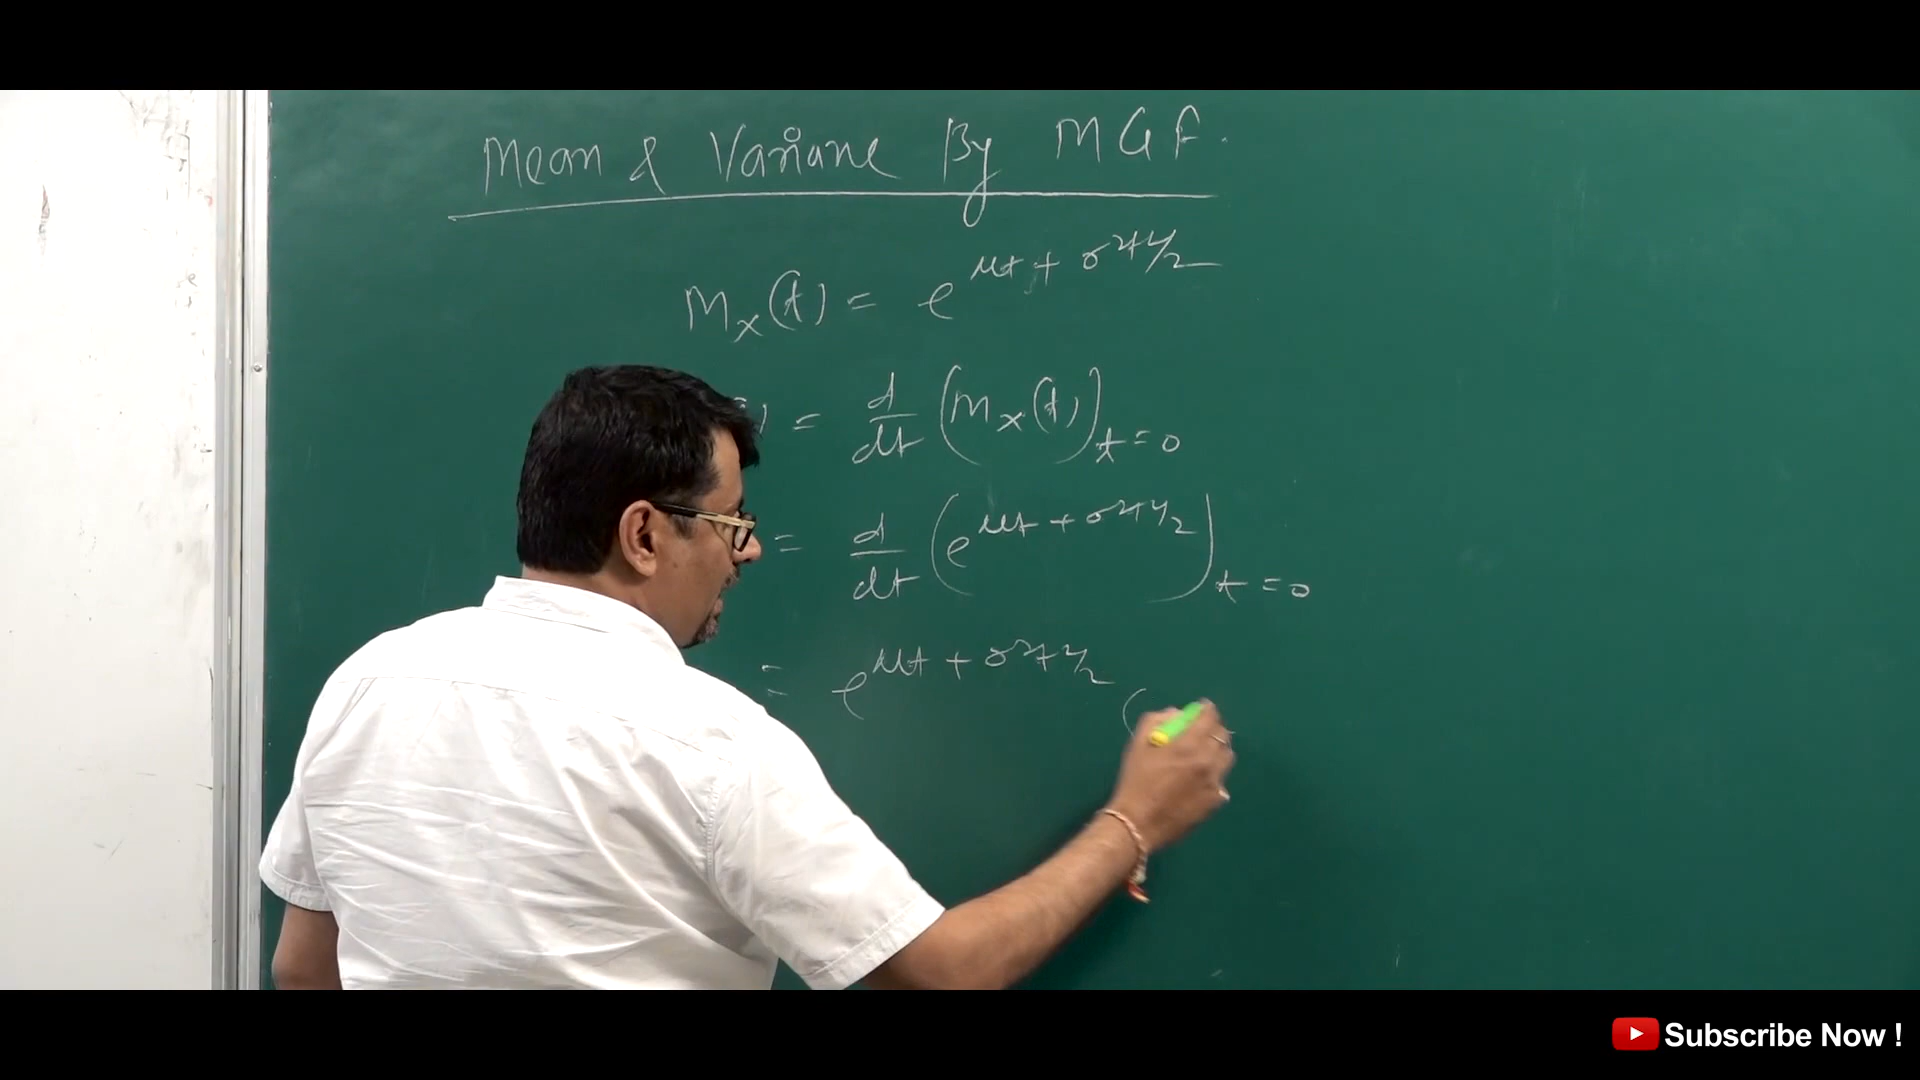 Mean & Variance By MGF.
Mx(t) = e^μt + σ²t²/2
) = d/dt (Mx(t))t=0
= d/dt (e^μt + σ²t²/2)t=0
= e^μt + σ²t²/2 (
Subscribe Now !